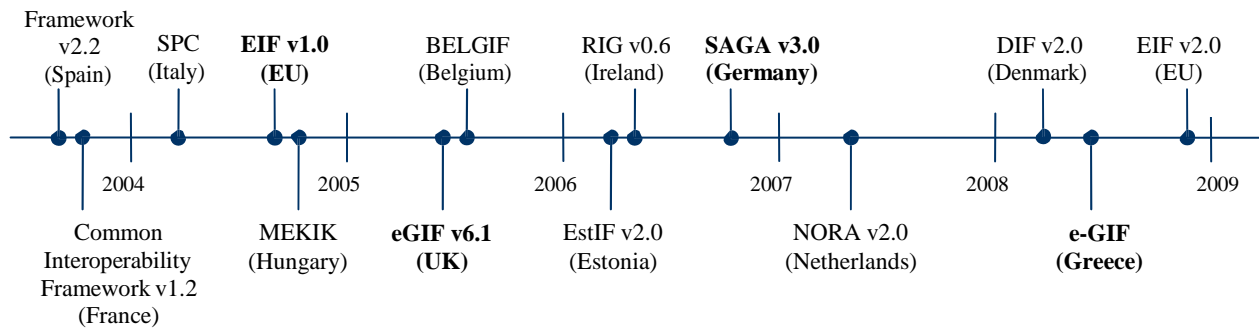 Framework
v2.2
(Spain)
SPC
(Italy)
EIF v1.0
(EU)
BELGIF
(Belgium)
RIG v0.6
(Ireland)
SAGA v3.0
(Germany)
DIF v2.0
(Denmark)
EIF v2.0
(EU)
2004
2005
2006
2007
2008
2009
Common
Interoperability
Framework v1.2
(France)
MEKIK
(Hungary)
eGIF v6.1
(UK)
EstIF v2.0
(Estonia)
NORA v2.0
(Netherlands)
e-GIF
(Greece)